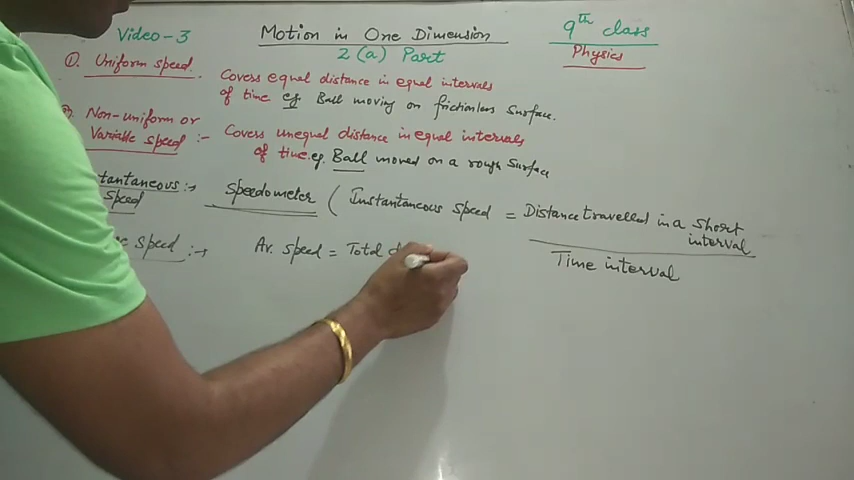 Video-3
Motion in One Dimension
9th class
2 (a) Part
Physics
①. Uniform speed.
Covers equal distance in equal intervals
of time eg. Ball moving on frictionless surface.
Non-uniform or
Variable speed :-
Covers unequal distance in equal intervals
of time. eg. Ball moved on a rough surface
tantaneous :-
speed
Speedometer ( Instantaneous speed = Distance travelled in a short
interval
Time interval
speed :-
Av. speed = Total d